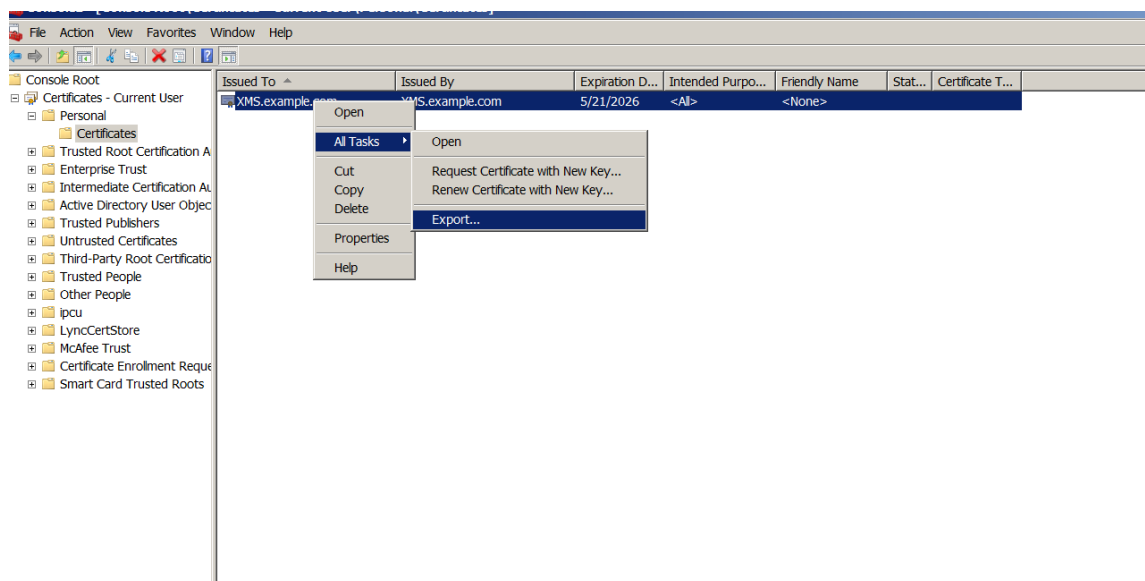 File Action View Favorites Window Help
Console Root
Certificates - Current User
Personal
Certificates
Trusted Root Certification A
Enterprise Trust
Intermediate Certification Au
Active Directory User Objec
Trusted Publishers
Untrusted Certificates
Third-Party Root Certificatio
Trusted People
Other People
ipcu
LyncCertStore
McAfee Trust
Certificate Enrollment Reque
Smart Card Trusted Roots
Issued To Issued By Expiration D... Intended Purpo... Friendly Name Stat... Certificate T...
XMS.example.com XMS.example.com 5/21/2026 <All> <None>
Open
All Tasks
Cut
Copy
Delete
Properties
Help
Open
Request Certificate with New Key...
Renew Certificate with New Key...
Export...